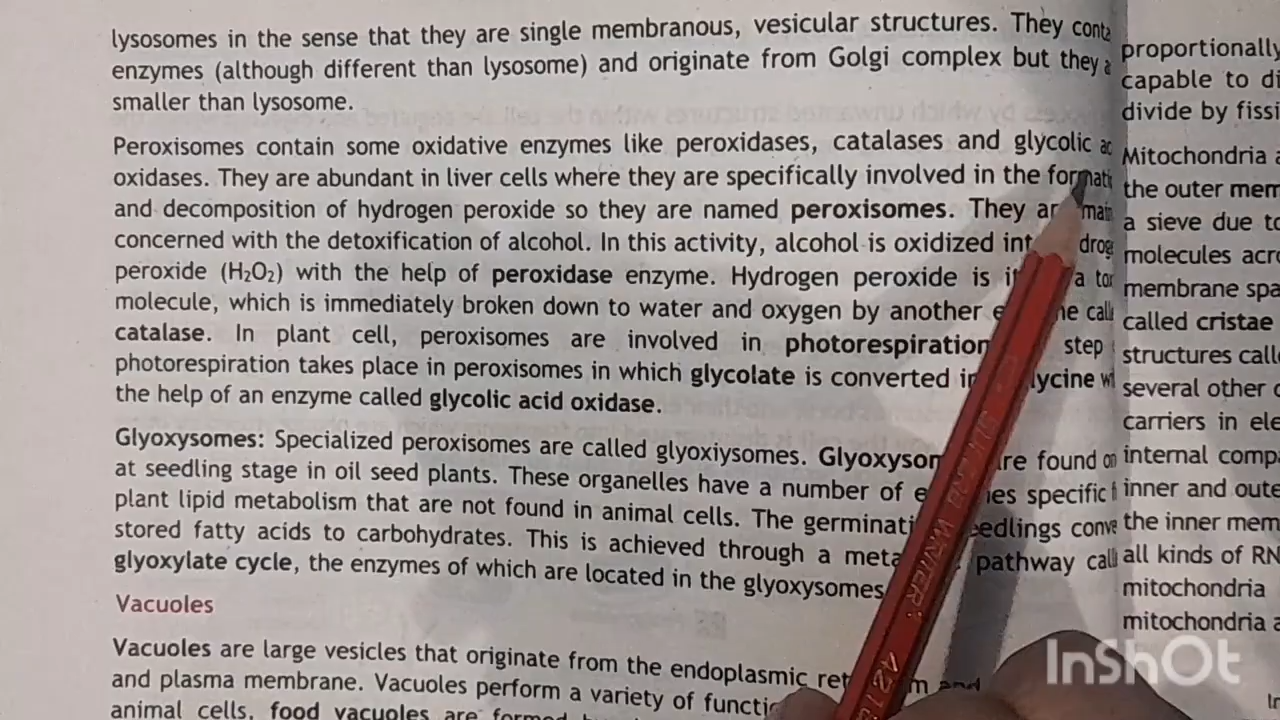 lysosomes in the sense that they are single membranous, vesicular structures. They
enzymes (although different than lysosome) and originate from Golgi complex but they
smaller than lysosome.
Peroxisomes contain some oxidative enzymes like peroxidases, catalases and glycolic
oxidases. They are abundant in liver cells where they are specifically involved in the
and decomposition of hydrogen peroxide so they are named peroxisomes. They
concerned with the detoxification of alcohol. In this activity, alcohol is oxidized
peroxide (H₂O₂) with the help of peroxidase enzyme. Hydrogen peroxide is a
molecule, which is immediately broken down to water and oxygen by another
catalase. In plant cell, peroxisomes are involved in photorespiration step
photorespiration takes place in peroxisomes in which glycolate is converted
the help of an enzyme called glycolic acid oxidase.
Glyoxysomes: Specialized peroxisomes are called glyoxiysomes. found
at seedling stage in oil seed plants. These organelles have a number of specific
plant lipid metabolism that are not found in animal cells. The
stored fatty acids to carbohydrates. This is achieved through a pathway
glyoxylate cycle, the enzymes of which are located in the glyoxysomes
Vacuoles
Vacuoles are large vesicles that originate from the endoplasmic and
and plasma membrane. Vacuoles perform a variety of
animal cells, food vacuoles are
proportionally
capable to
divide by
Mitochondria
the outer
a sieve due to
molecules
membrane
called cristae
structures
several other
carriers in
internal
inner and
the inner
all kinds of
mitochondria
mitochondria
InShOt